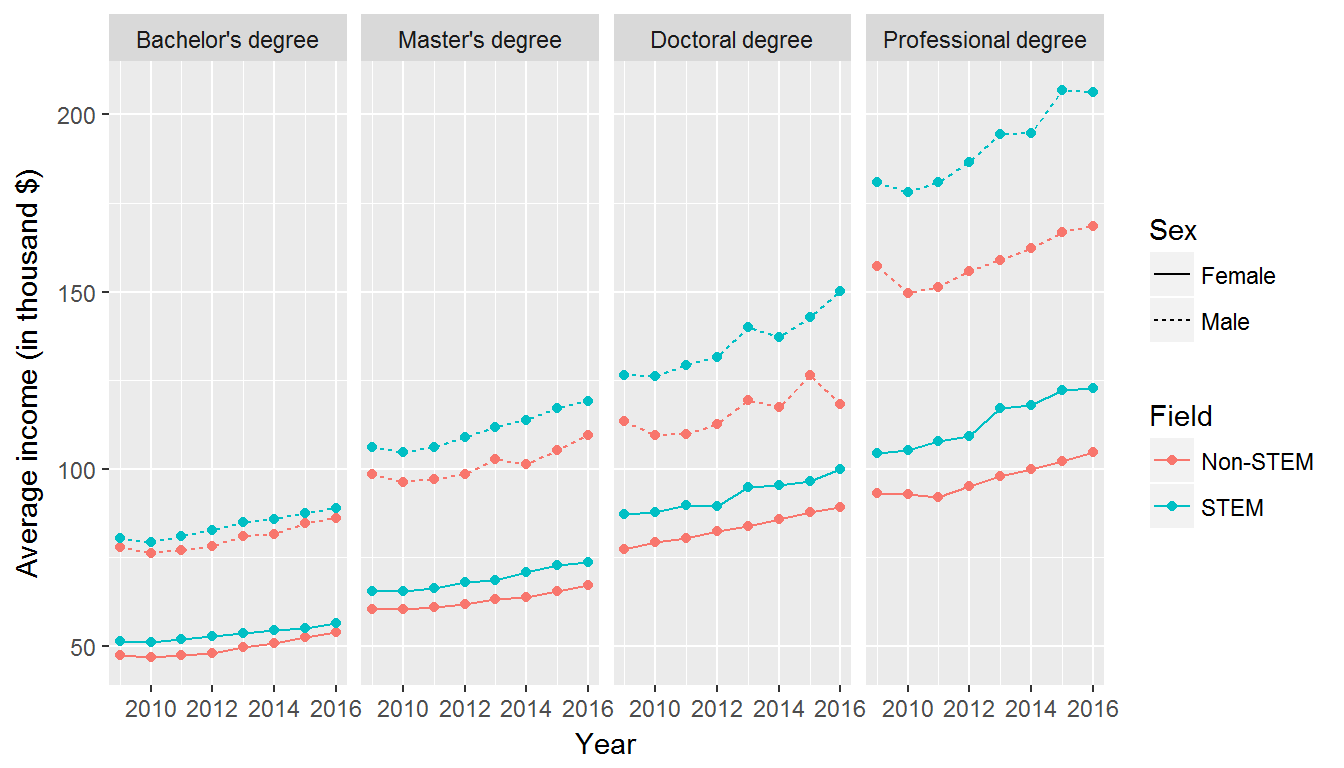 Bachelor's degree
Master's degree
Doctoral degree
Professional degree
200
150
100
50
Average income (in thousand $)
2010 2012 2014 2016
2010 2012 2014 2016
2010 2012 2014 2016
2010 2012 2014 2016
Year
Sex
Female
Male
Field
Non-STEM
STEM